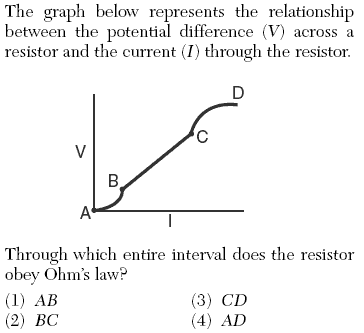 The graph below represents the relationship
between the potential difference (V) across a
resistor and the current (I) through the resistor.
D
C
V
B
A
I
Through which entire interval does the resistor
obey Ohm's law?
(1) AB (3) CD
(2) BC (4) AD